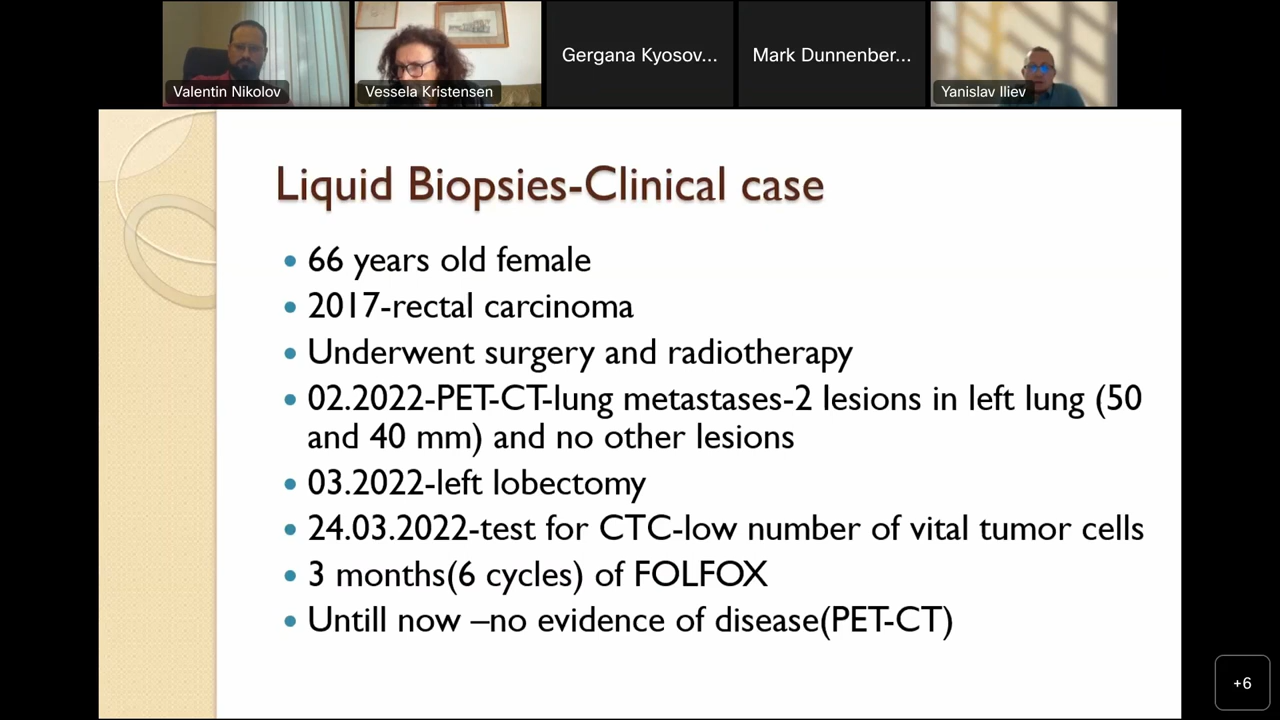 Valentin Nikolov
Vessela Kristensen
Gergana Kyosov...
Mark Dunnenber...
Yanislav Iliev
Liquid Biopsies-Clinical case
• 66 years old female
• 2017-rectal carcinoma
• Underwent surgery and radiotherapy
• 02.2022-PET-CT-lung metastases-2 lesions in left lung (50
and 40 mm) and no other lesions
• 03.2022-left lobectomy
• 24.03.2022-test for CTC-low number of vital tumor cells
• 3 months(6 cycles) of FOLFOX
• Untill now –no evidence of disease(PET-CT)
+6